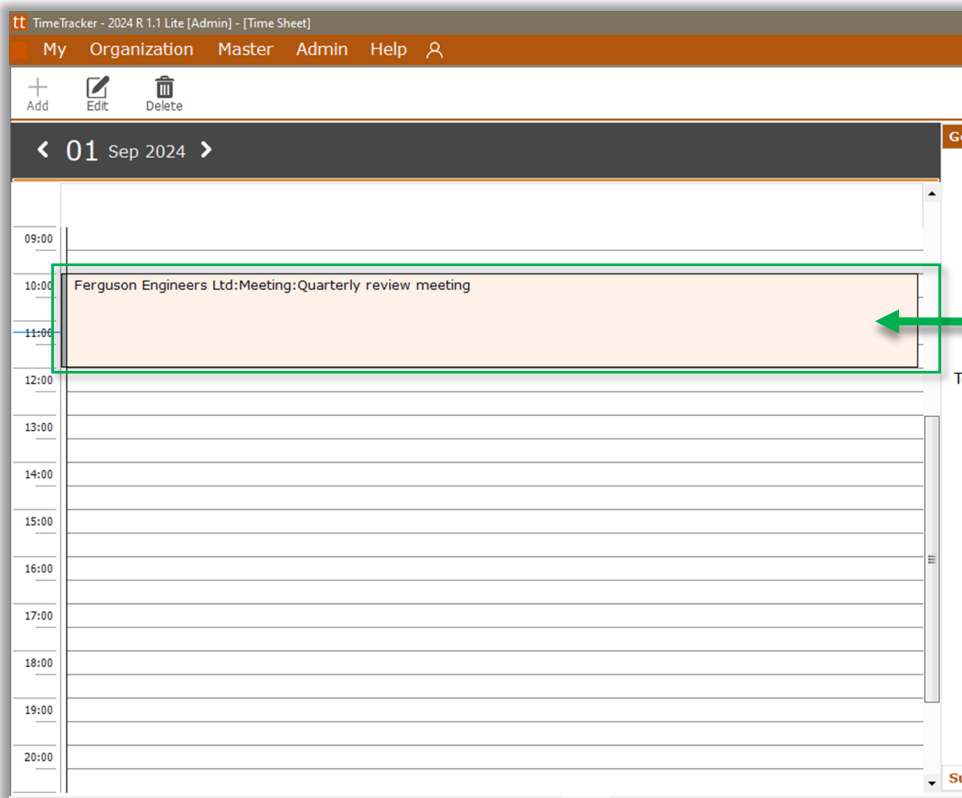 tt TimeTracker - 2024 R 1.1 Lite [Admin] - [Time Sheet]
My Organization Master Admin Help
Add Edit Delete
01 Sep 2024
09:00
10:00 Ferguson Engineers Ltd:Meeting:Quarterly review meeting
11:00
12:00
13:00
14:00
15:00
16:00
17:00
18:00
19:00
20:00